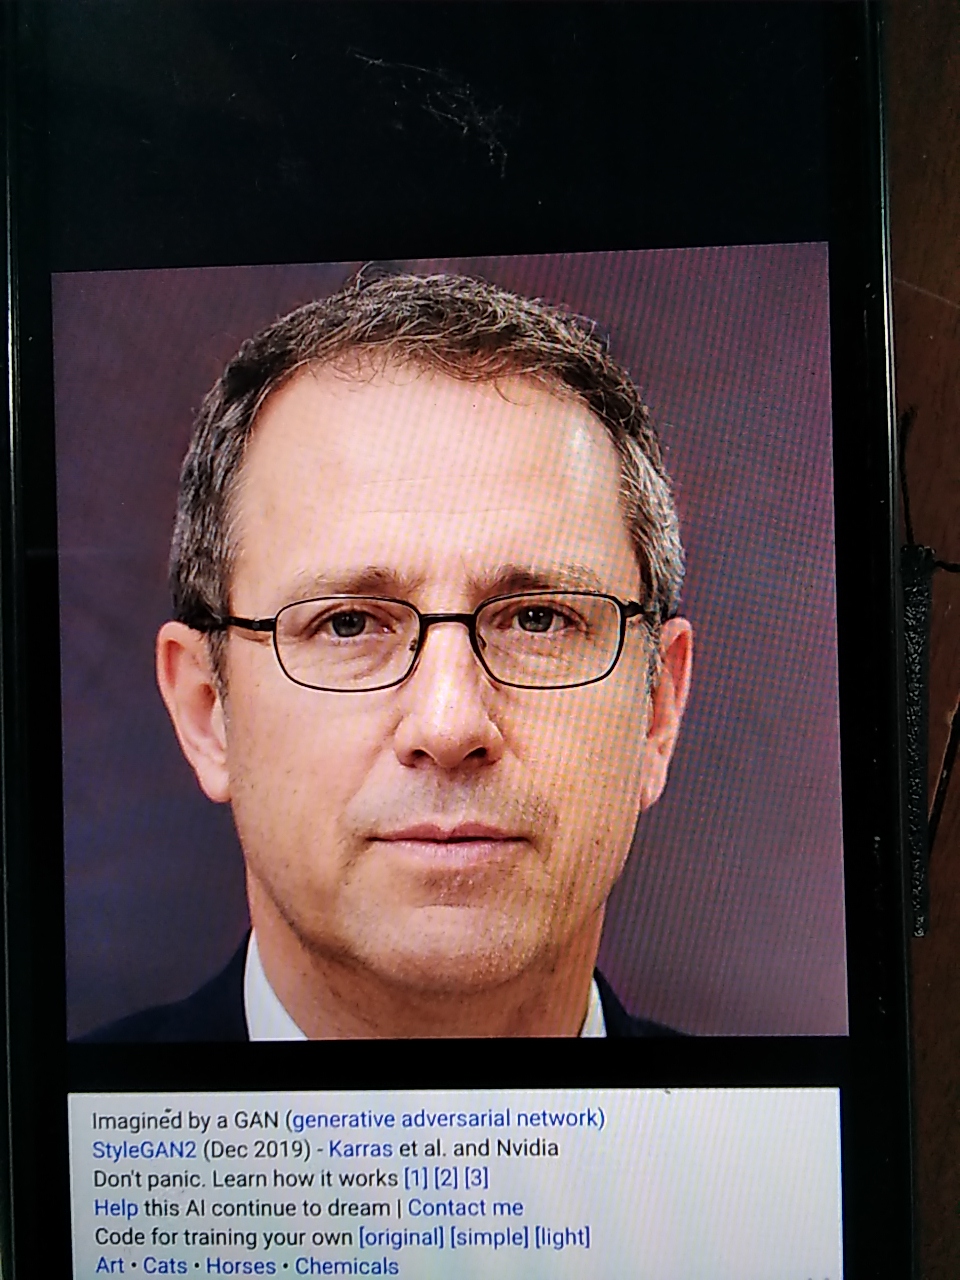 Imagined by a GAN (generative adversarial network)
StyleGAN2 (Dec 2019) - Karras et al. and Nvidia
Don't panic. Learn how it works [1] [2] [3]
Help this AI continue to dream | Contact me
Code for training your own [original] [simple] [light]
Art • Cats • Horses • Chemicals